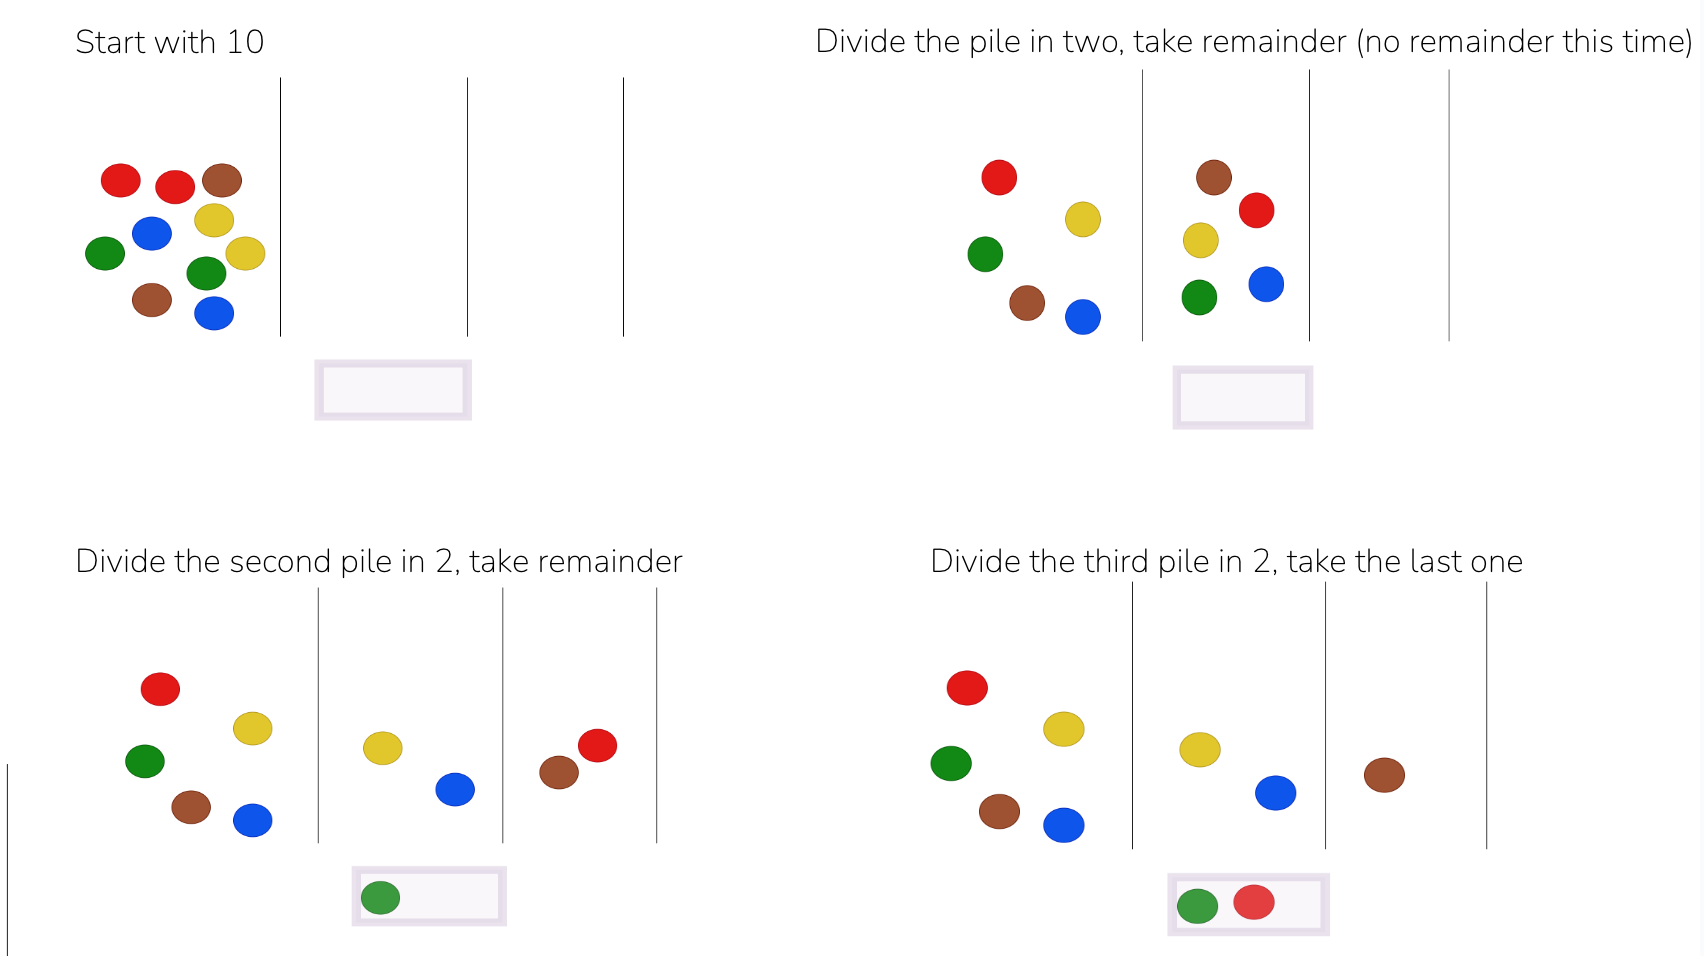 Start with 10
Divide the pile in two, take remainder (no remainder this time)
Divide the second pile in 2, take remainder
Divide the third pile in 2, take the last one